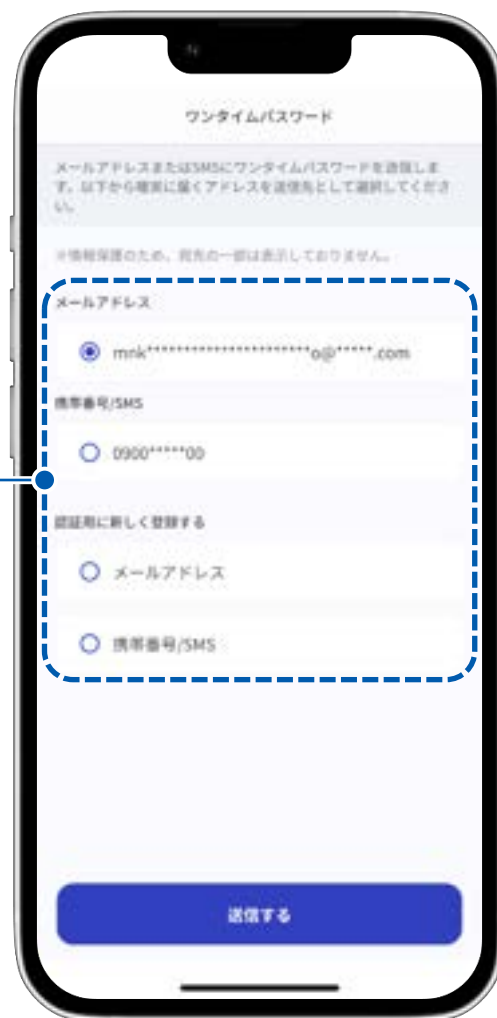 ワンタイムパスワード
メールアドレスまたはSMSにワンタイムパスワードを送信しま
す。以下から確実に届くアドレスを送信先として選択してくださ
い。
※情報保護のため、宛先の一部は表示しておりません。
メールアドレス
mnk**********************o@*****.com
携帯番号/SMS
0900*****00
認証用に新しく登録する
メールアドレス
携帯番号/SMS
送信する